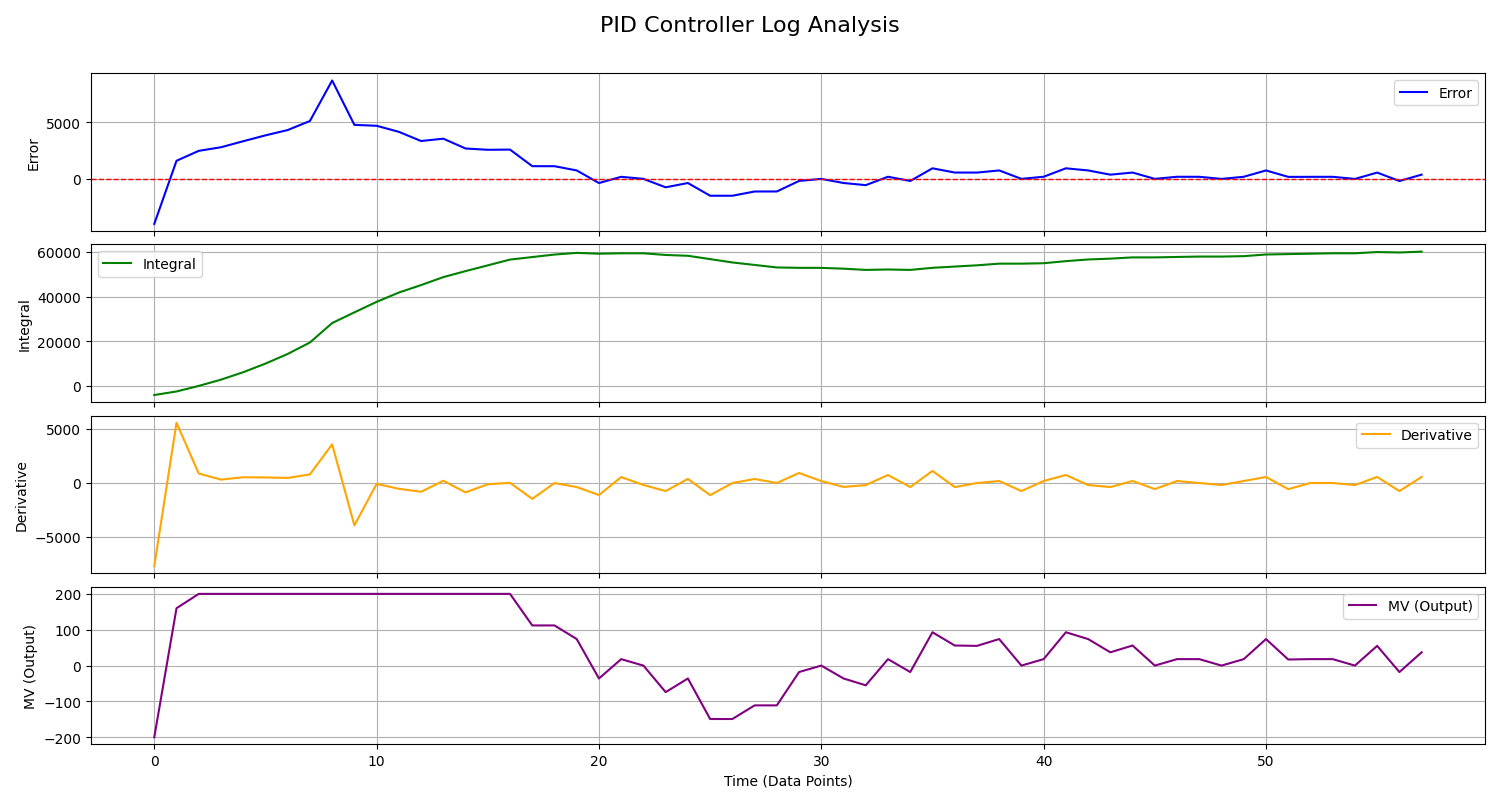 PID Controller Log Analysis
Error
5000
0
Error
Integral
60000
40000
20000
0
Integral
Derivative
5000
0
−5000
Derivative
MV (Output)
200
100
0
−100
−200
MV (Output)
0 10 20 30 40 50
Time (Data Points)